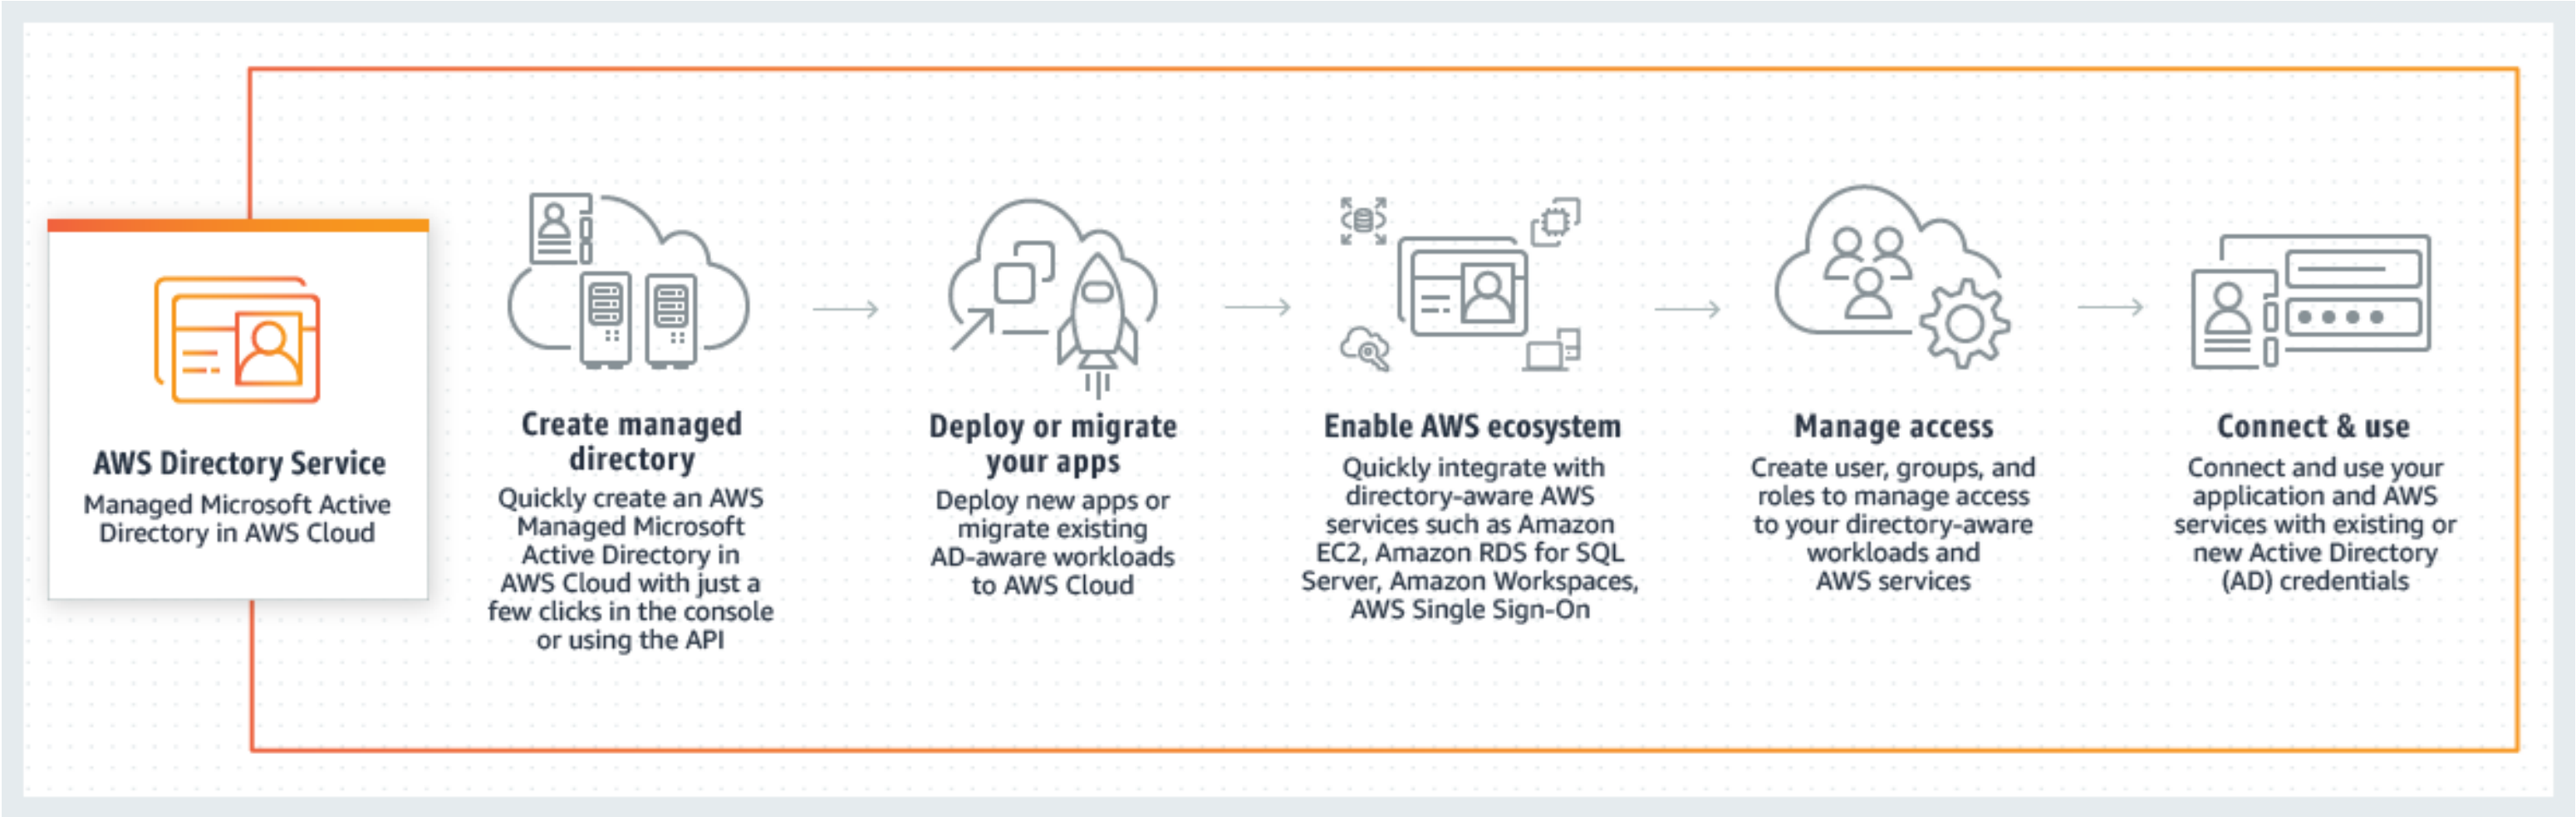 AWS Directory Service
Managed Microsoft Active
Directory in AWS Cloud
Create managed
directory
Quickly create an AWS
Managed Microsoft
Active Directory in
AWS Cloud with just a
few clicks in the console
or using the API
Deploy or migrate
your apps
Deploy new apps or
migrate existing
AD-aware workloads
to AWS Cloud
Enable AWS ecosystem
Quickly integrate with
directory-aware AWS
services such as Amazon
EC2, Amazon RDS for SQL
Server, Amazon Workspaces,
AWS Single Sign-On
Manage access
Create user, groups, and
roles to manage access
to your directory-aware
workloads and
AWS services
Connect & use
Connect and use your
application and AWS
services with existing or
new Active Directory
(AD) credentials